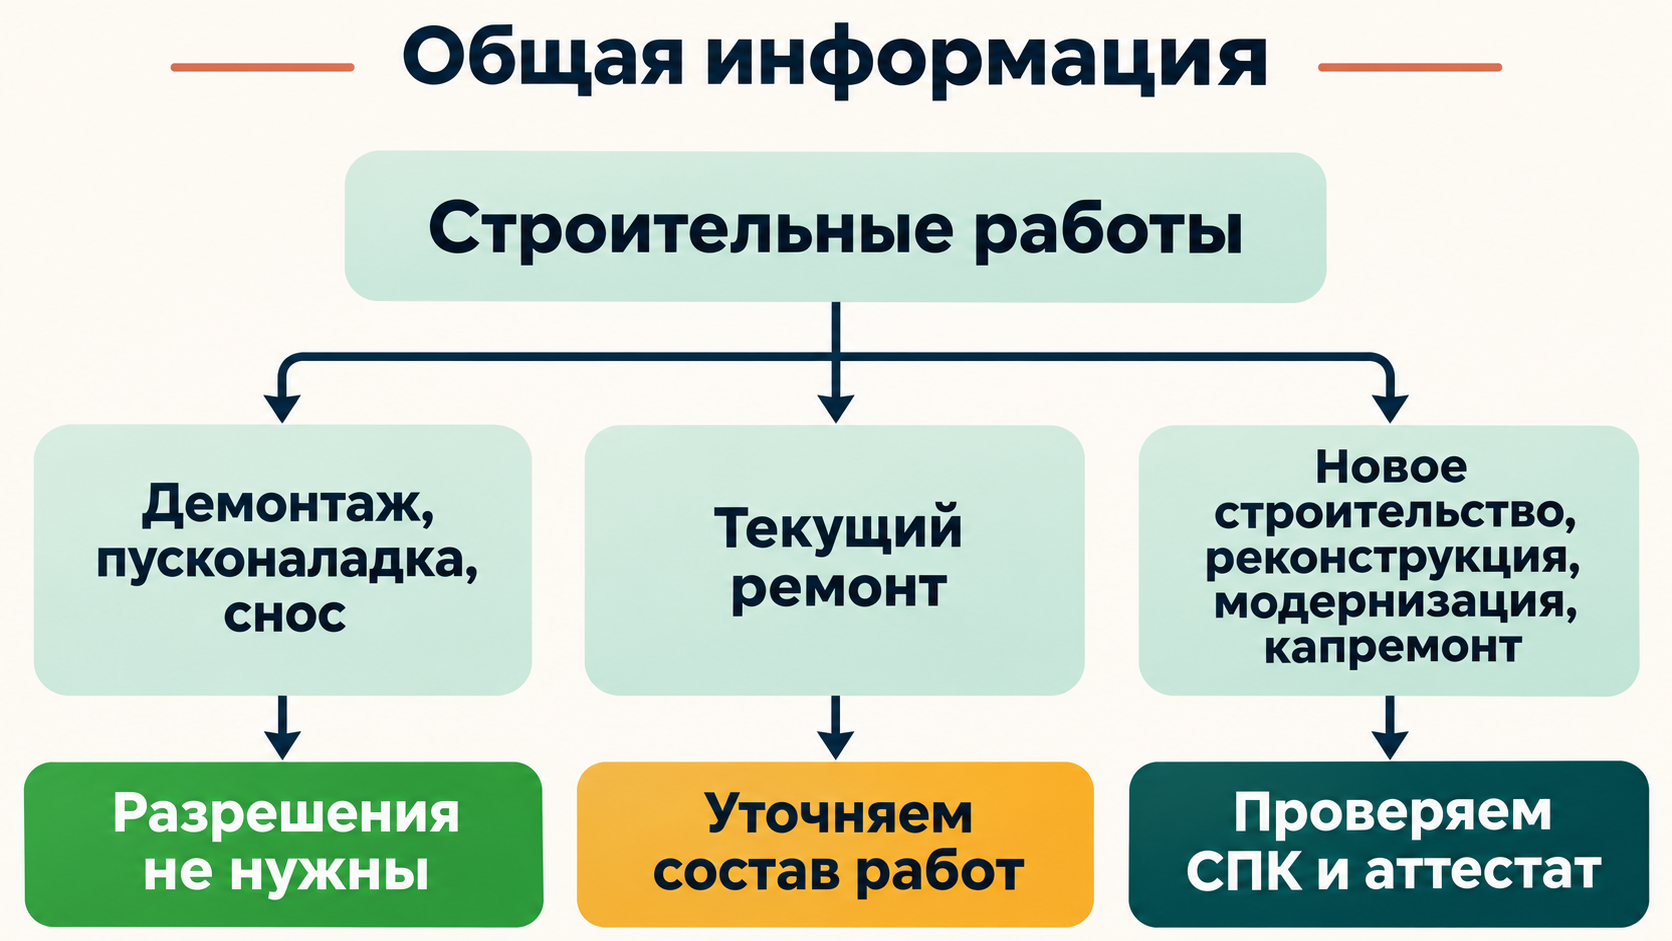 Общая информация
Строительные работы
Демонтаж,
пусконаладка,
снос
Текущий
ремонт
Новое
строительство,
реконструкция,
модернизация,
капремонт
Разрешения
не нужны
Уточняем
состав работ
Проверяем
СПК и аттестат